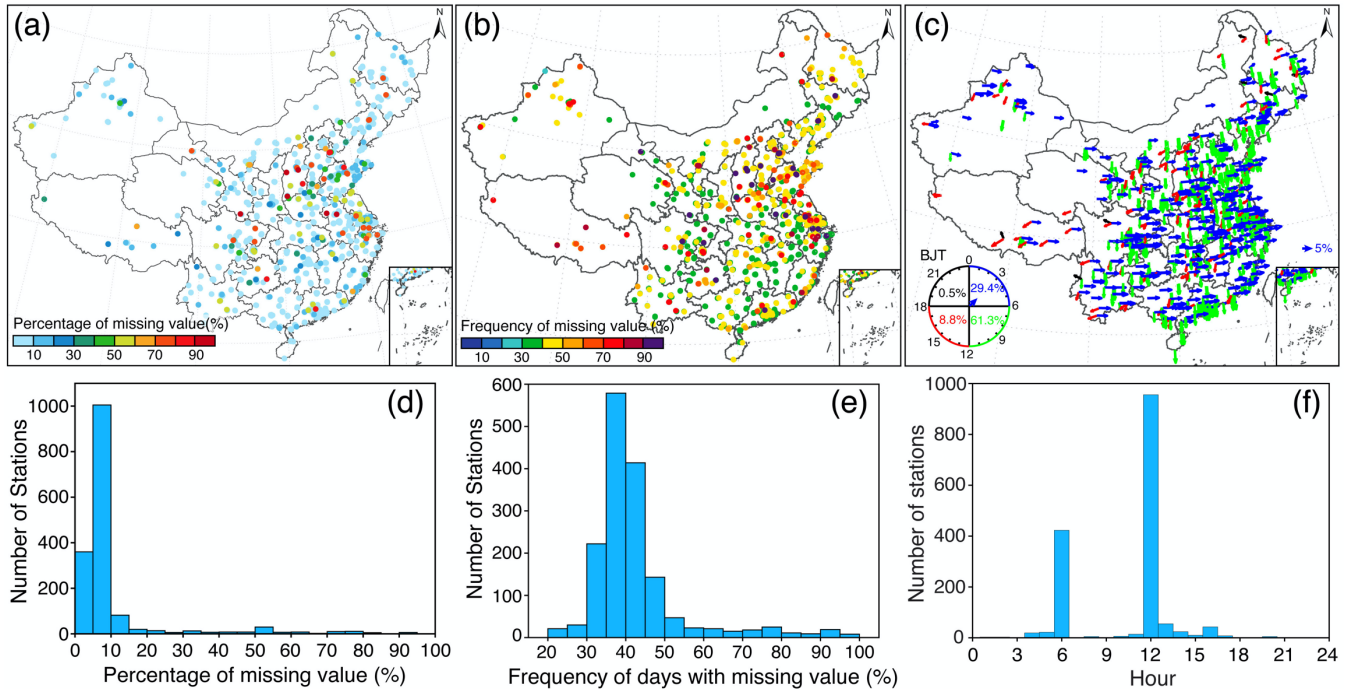 (a)
N
Percentage of missing value(%)
10 30 50 70 90
(b)
N
Frequency of missing value (%)
10 30 50 70 90
(c)
N
5%
BJT
0
21 3
0.5% 29.4%
18 6
8.8% 61.3%
15 9
12
(d)
Number of Stations
1000
800
600
400
200
0
0 10 20 30 40 50 60 70 80 90 100
Percentage of missing value (%)
(e)
Number of Stations
600
500
400
300
200
100
0
20 30 40 50 60 70 80 90 100
Frequency of days with missing value (%)
(f)
Number of stations
1000
800
600
400
200
0
0 3 6 9 12 15 18 21 24
Hour